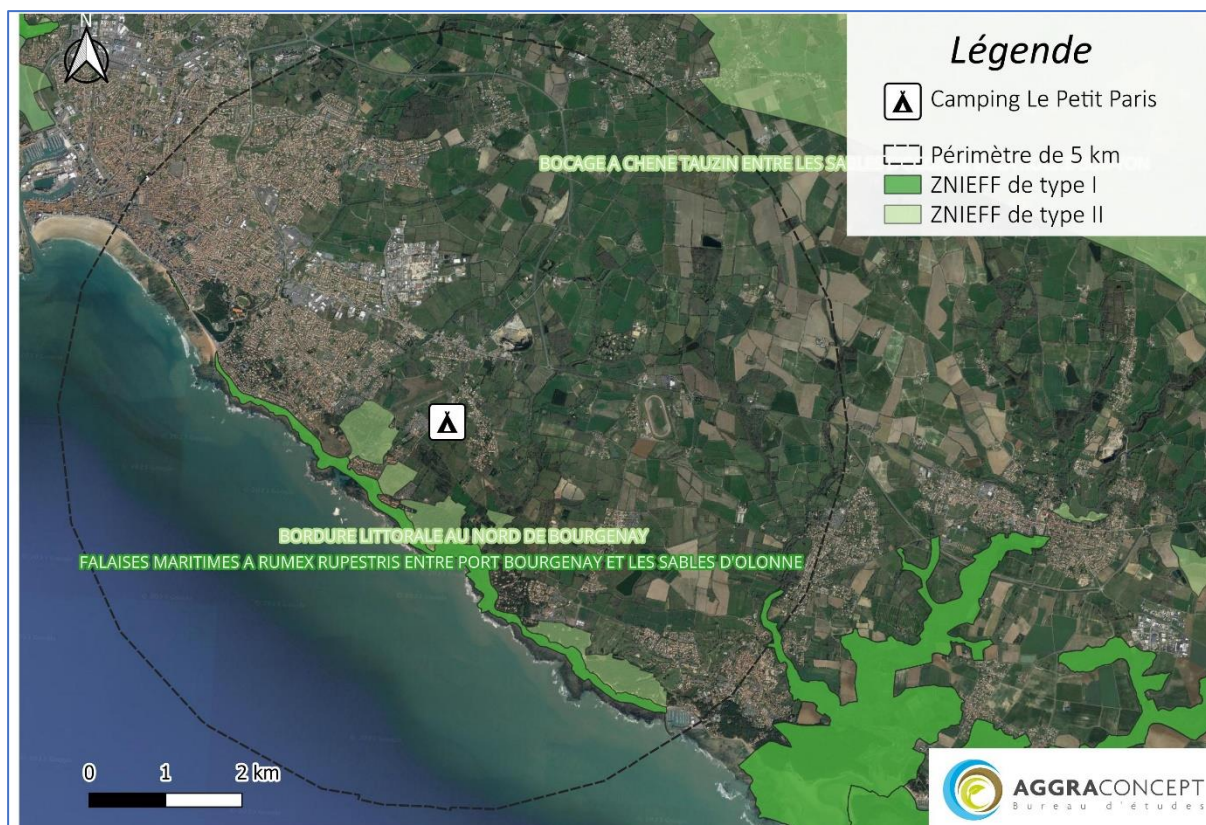 N
Légende
Camping Le Petit Paris
Périmètre de 5 km
ZNIEFF de type I
ZNIEFF de type II
BOCAGE A CHENE TAUZIN ENTRE LES SABLES
BORDURE LITTORALE AU NORD DE BOURGENAY
FALAISES MARITIMES A RUMEX RUPESTRIS ENTRE PORT BOURGENAY ET LES SABLES D'OLONNE
0 1 2 km
AGGRACONCEPT
Bureau d'études